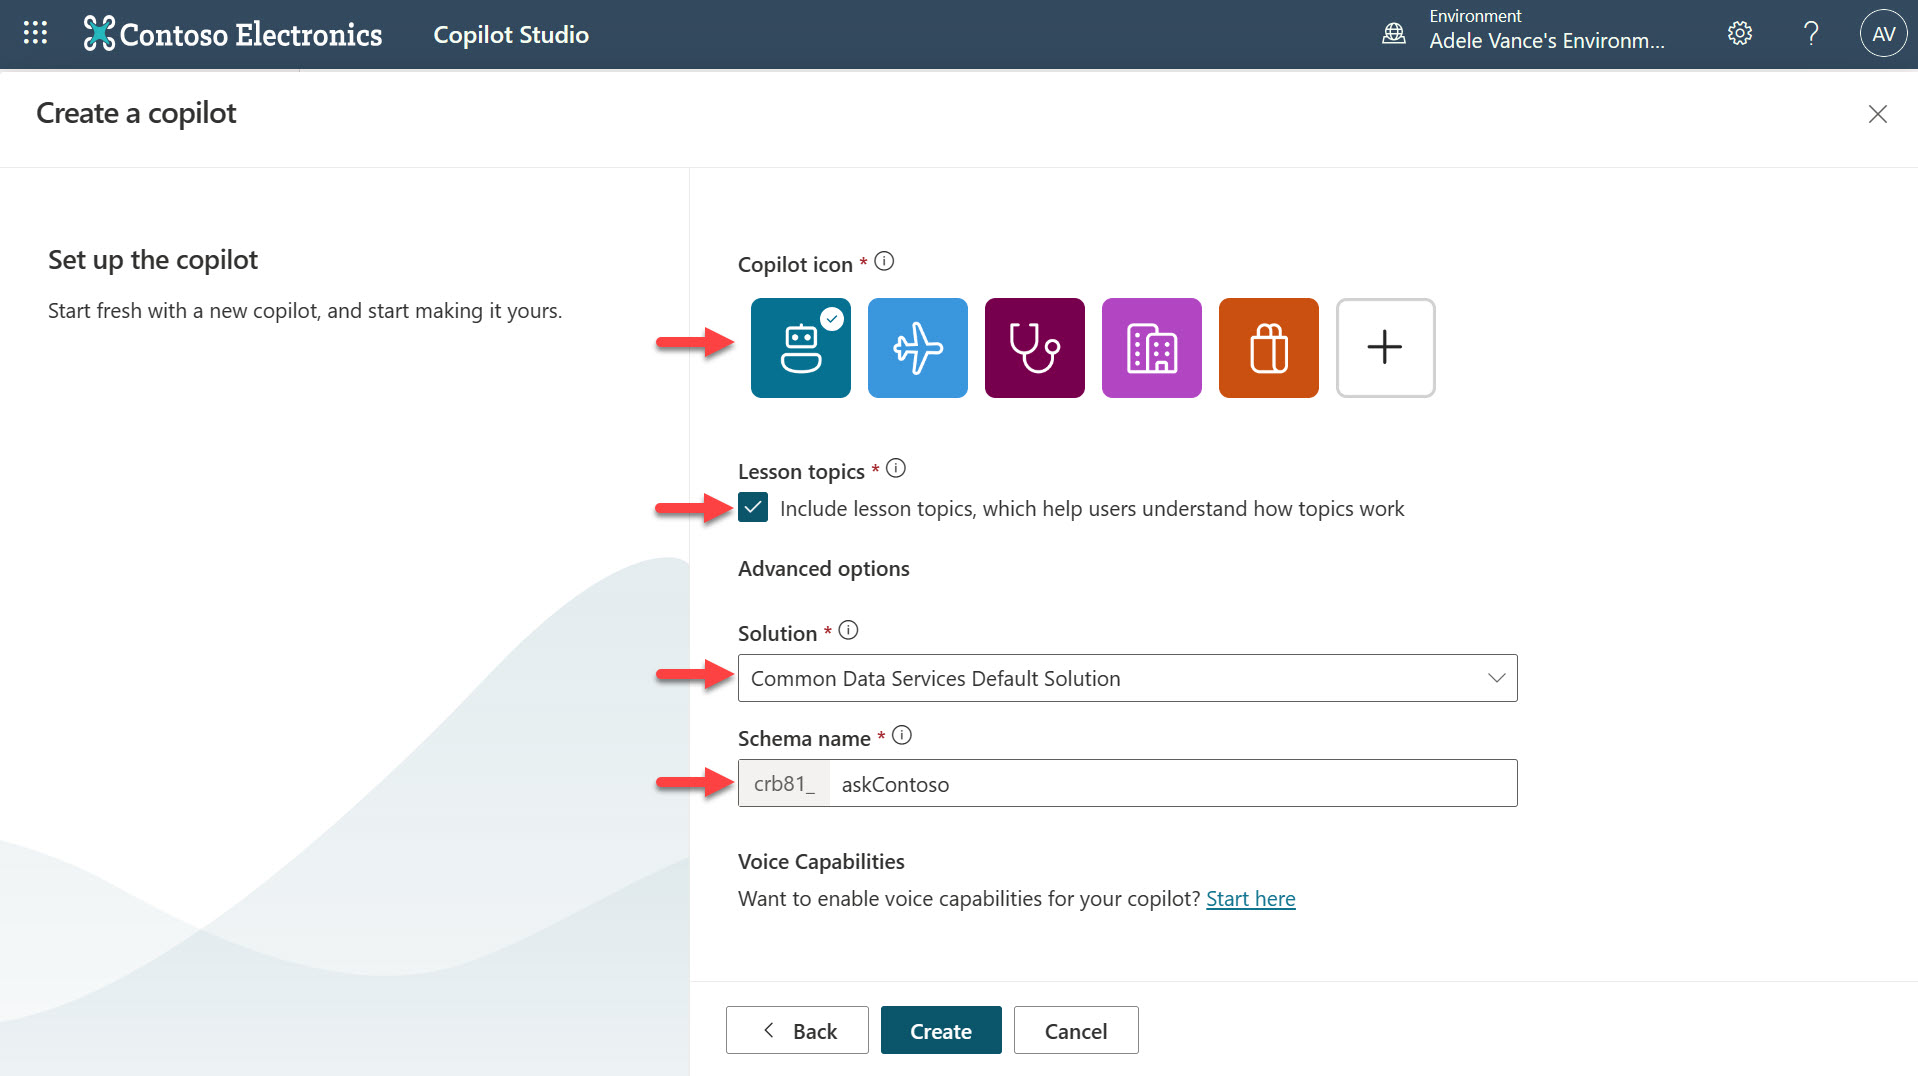 Contoso Electronics
Copilot Studio
Environment
Adele Vance's Environm...
?
AV
Create a copilot
Set up the copilot
Start fresh with a new copilot, and start making it yours.
Copilot icon *
Lesson topics *
Include lesson topics, which help users understand how topics work
Advanced options
Solution *
Common Data Services Default Solution
Schema name *
crb81_ askContoso
Voice Capabilities
Want to enable voice capabilities for your copilot? Start here
Back
Create
Cancel